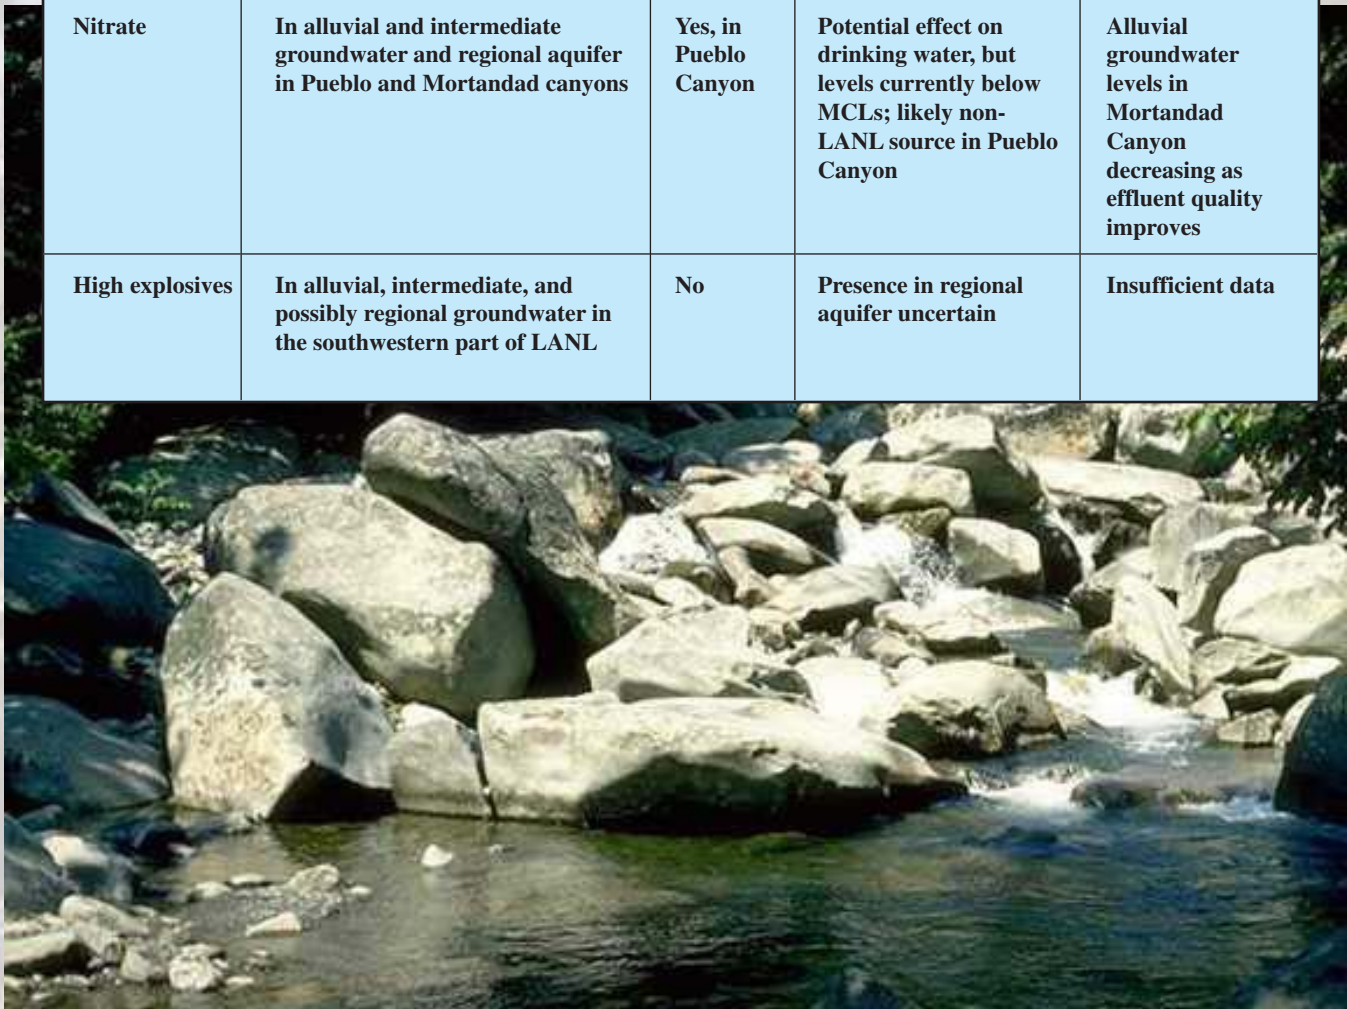 Nitrate
In alluvial and intermediate
groundwater and regional aquifer
in Pueblo and Mortandad canyons
Yes, in
Pueblo
Canyon
Potential effect on
drinking water, but
levels currently below
MCLs; likely non-
LANL source in Pueblo
Canyon
Alluvial
groundwater
levels in
Mortandad
Canyon
decreasing as
effluent quality
improves
High explosives
In alluvial, intermediate, and
possibly regional groundwater in
the southwestern part of LANL
No
Presence in regional
aquifer uncertain
Insufficient data